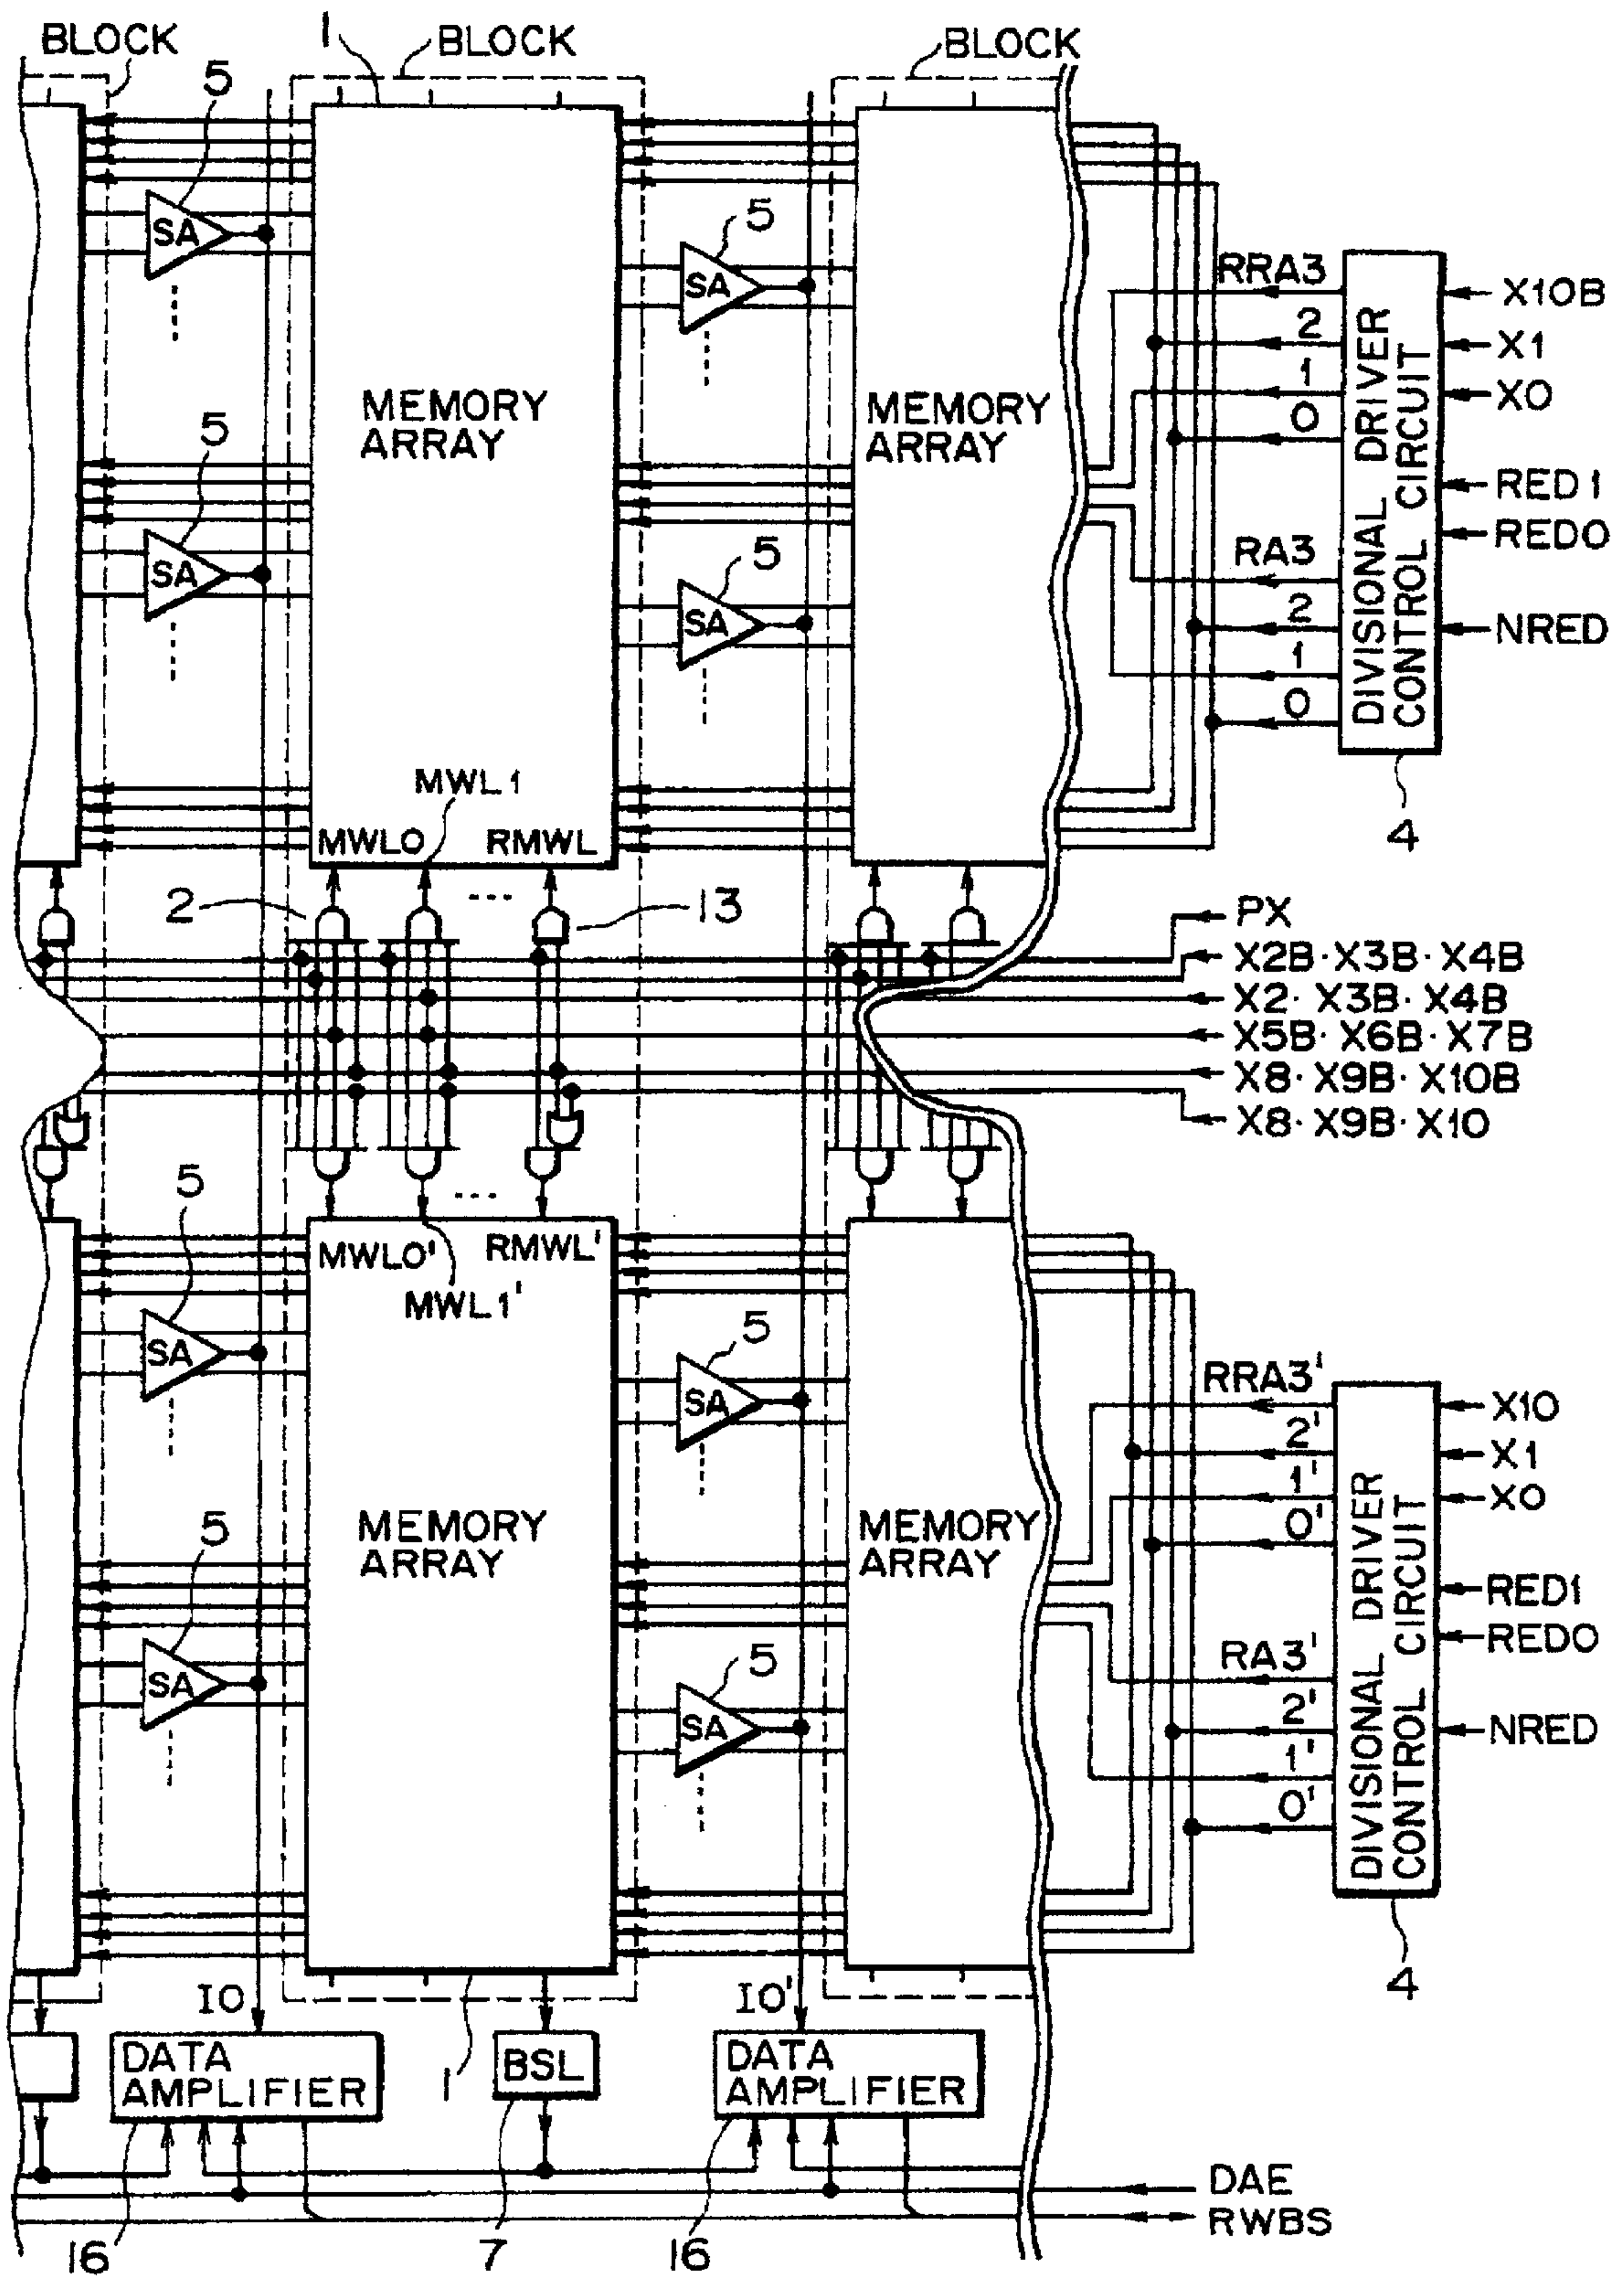 BLOCK
1
BLOCK
BLOCK
5
SA
5
SA
5
SA
5
SA
MEMORY
ARRAY
MEMORY
ARRAY
RRA3
2
1
0
RA3
2
1
0
DIVISIONAL DRIVER
CONTROL CIRCUIT
X10B
X1
X0
RED1
RED0
NRED
4
MWL1
MWL0
RMWL
2
...
13
PX
X2B·X3B·X4B
X2·X3B·X4B
X5B·X6B·X7B
X8·X9B·X10B
X8·X9B·X10
...
5
MWL0'
RMWL'
MWL1'
SA
5
SA
5
SA
5
SA
MEMORY
ARRAY
MEMORY
ARRAY
RRA3'
2'
1'
0'
RA3'
2'
1'
0'
DIVISIONAL DRIVER
CONTROL CIRCUIT
X10
X1
X0
RED1
RED0
NRED
4
IO
IO'
DATA
AMPLIFIER
1
BSL
DATA
AMPLIFIER
DAE
RWBS
16
7
16